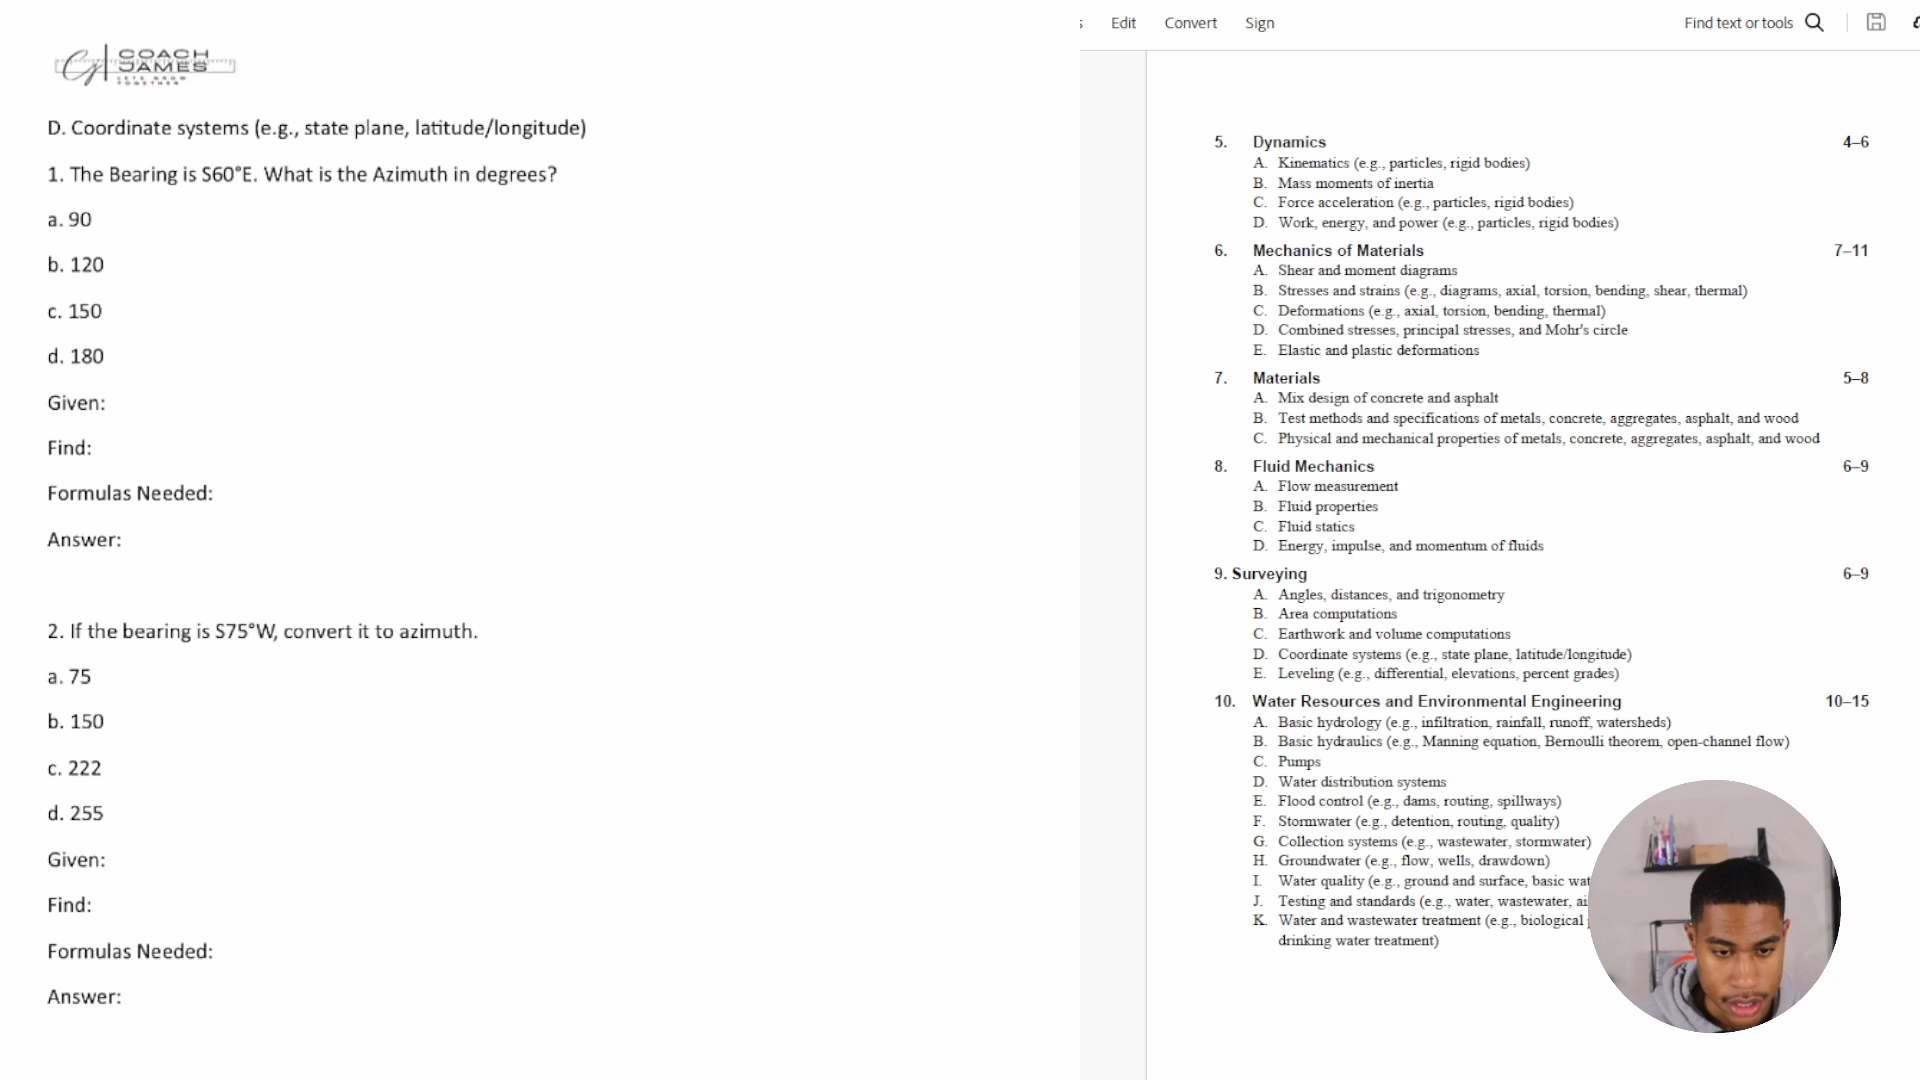 COACH
JAMES
LETS GROW
TOGETHER
D. Coordinate systems (e.g., state plane, latitude/longitude)
1. The Bearing is S60°E. What is the Azimuth in degrees?
a. 90
b. 120
c. 150
d. 180
Given:
Find:
Formulas Needed:
Answer:
2. If the bearing is S75°W, convert it to azimuth.
a. 75
b. 150
c. 222
d. 255
Given:
Find:
Formulas Needed:
Answer:
Edit Convert Sign Find text or tools
5. Dynamics 4–6
A. Kinematics (e.g., particles, rigid bodies)
B. Mass moments of inertia
C. Force acceleration (e.g., particles, rigid bodies)
D. Work, energy, and power (e.g., particles, rigid bodies)
6. Mechanics of Materials 7–11
A. Shear and moment diagrams
B. Stresses and strains (e.g., diagrams, axial, torsion, bending, shear, thermal)
C. Deformations (e.g., axial, torsion, bending, thermal)
D. Combined stresses, principal stresses, and Mohr's circle
E. Elastic and plastic deformations
7. Materials 5–8
A. Mix design of concrete and asphalt
B. Test methods and specifications of metals, concrete, aggregates, asphalt, and wood
C. Physical and mechanical properties of metals, concrete, aggregates, asphalt, and wood
8. Fluid Mechanics 6–9
A. Flow measurement
B. Fluid properties
C. Fluid statics
D. Energy, impulse, and momentum of fluids
9. Surveying 6–9
A. Angles, distances, and trigonometry
B. Area computations
C. Earthwork and volume computations
D. Coordinate systems (e.g., state plane, latitude/longitude)
E. Leveling (e.g., differential, elevations, percent grades)
10. Water Resources and Environmental Engineering 10–15
A. Basic hydrology (e.g., infiltration, rainfall, runoff, watersheds)
B. Basic hydraulics (e.g., Manning equation, Bernoulli theorem, open-channel flow)
C. Pumps
D. Water distribution systems
E. Flood control (e.g., dams, routing, spillways)
F. Stormwater (e.g., detention, routing, quality)
G. Collection systems (e.g., wastewater, stormwater)
H. Groundwater (e.g., flow, wells, drawdown)
I. Water quality (e.g., ground and surface, basic wat
J. Testing and standards (e.g., water, wastewater, ai
K. Water and wastewater treatment (e.g., biological
drinking water treatment)